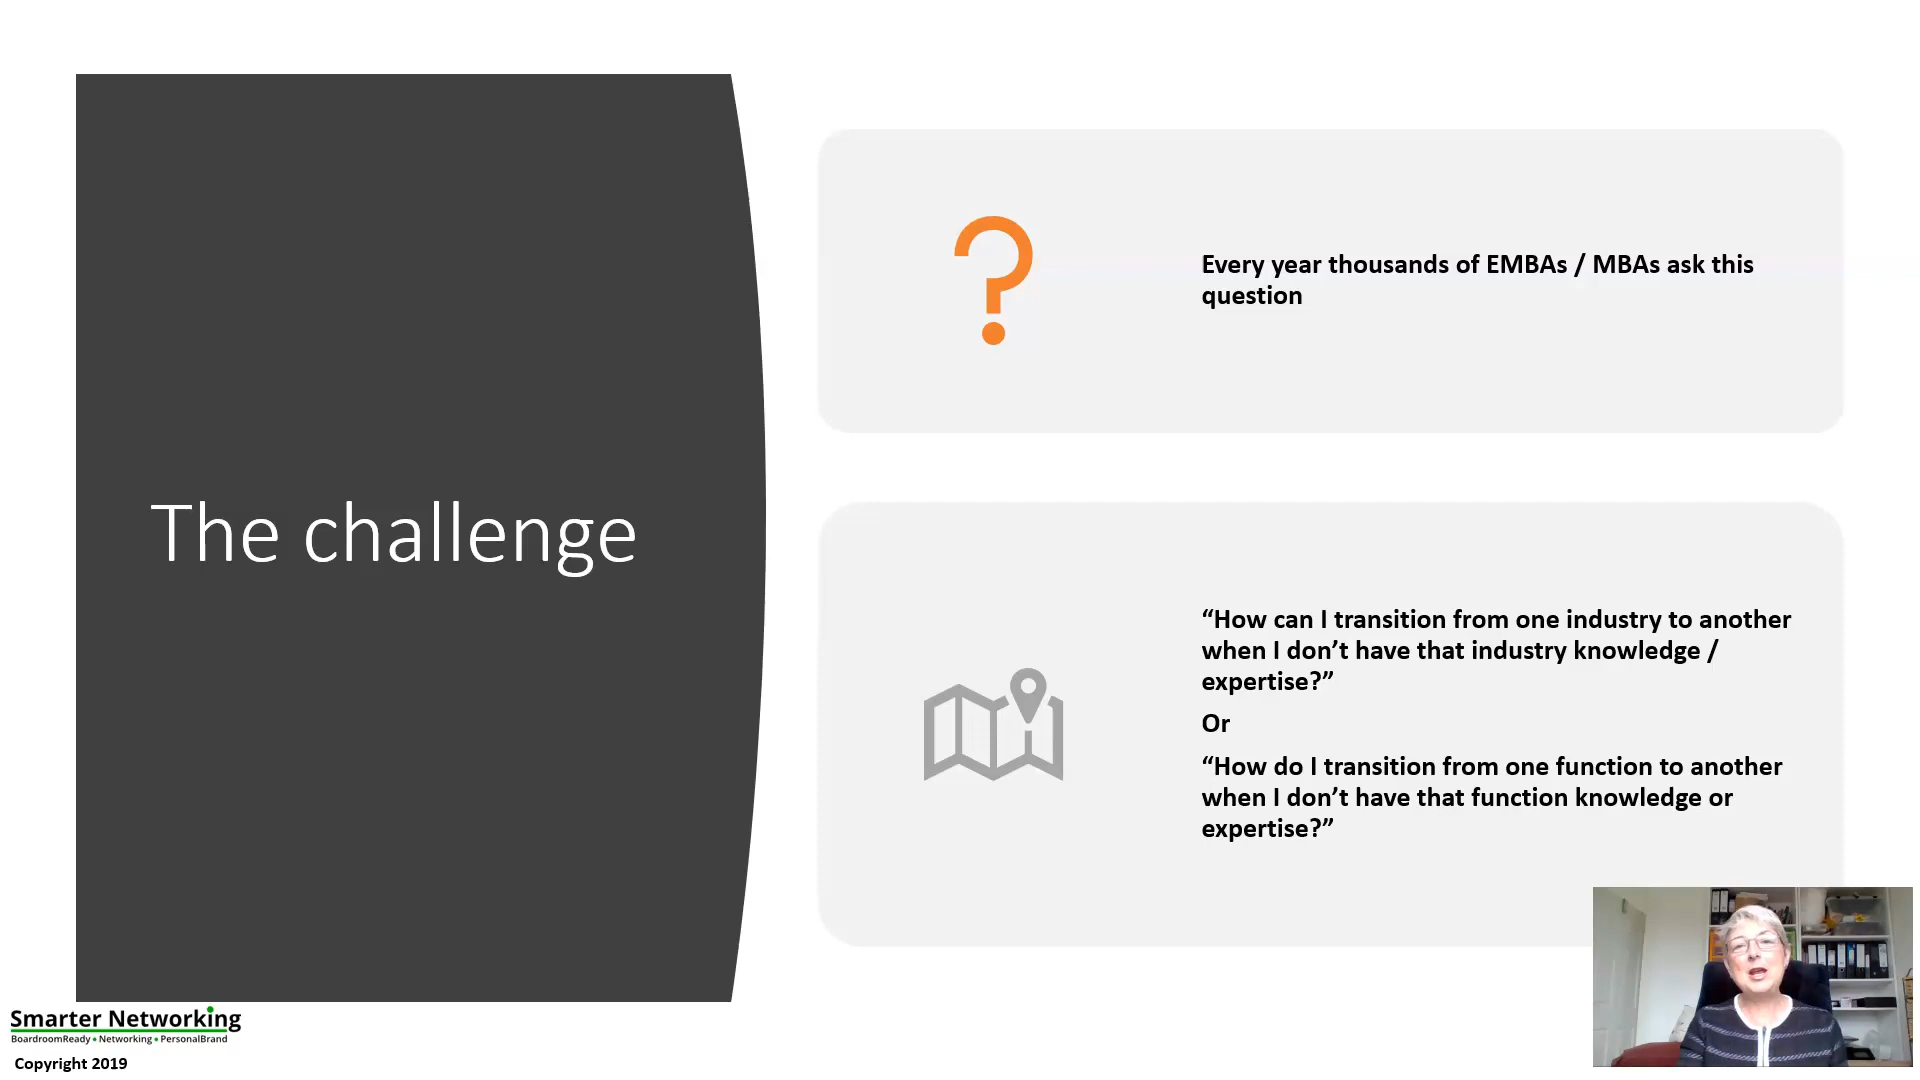 The challenge
Every year thousands of EMBAs / MBAs ask this
question
“How can I transition from one industry to another
when I don’t have that industry knowledge /
expertise?”
Or
“How do I transition from one function to another
when I don’t have that function knowledge or
expertise?”
Smarter Networking
BoardroomReady • Networking • PersonalBrand
Copyright 2019